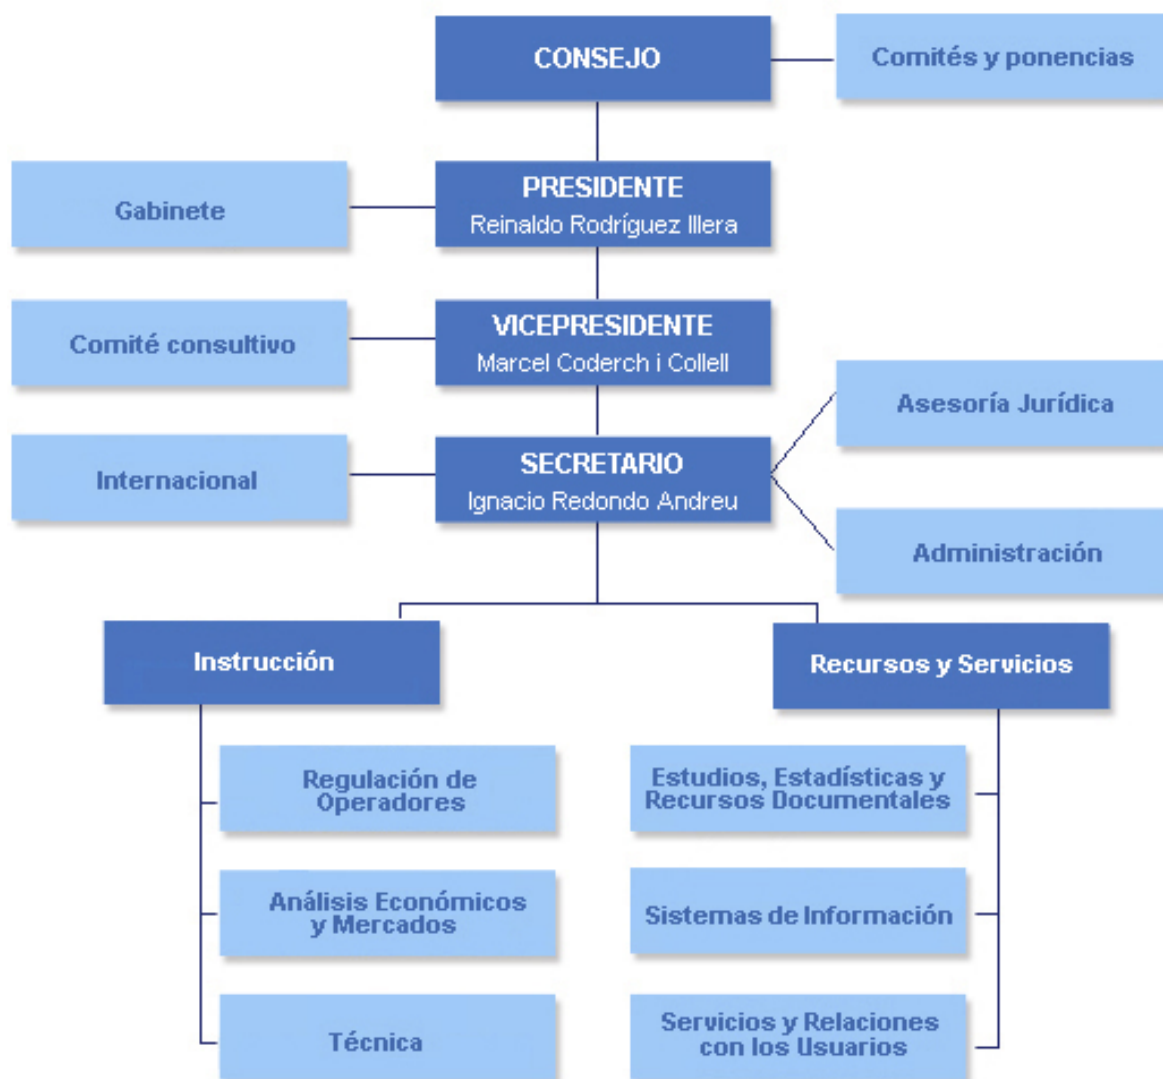 CONSEJO
Comités y ponencias
Gabinete
PRESIDENTE
Reinaldo Rodríguez Illera
Comité consultivo
VICEPRESIDENTE
Marcel Coderch i Collell
Asesoría Jurídica
Internacional
SECRETARIO
Ignacio Redondo Andreu
Administración
Instrucción
Recursos y Servicios
Regulación de
Operadores
Estudios, Estadísticas y
Recursos Documentales
Análisis Económicos
y Mercados
Sistemas de Información
Técnica
Servicios y Relaciones
con los Usuarios